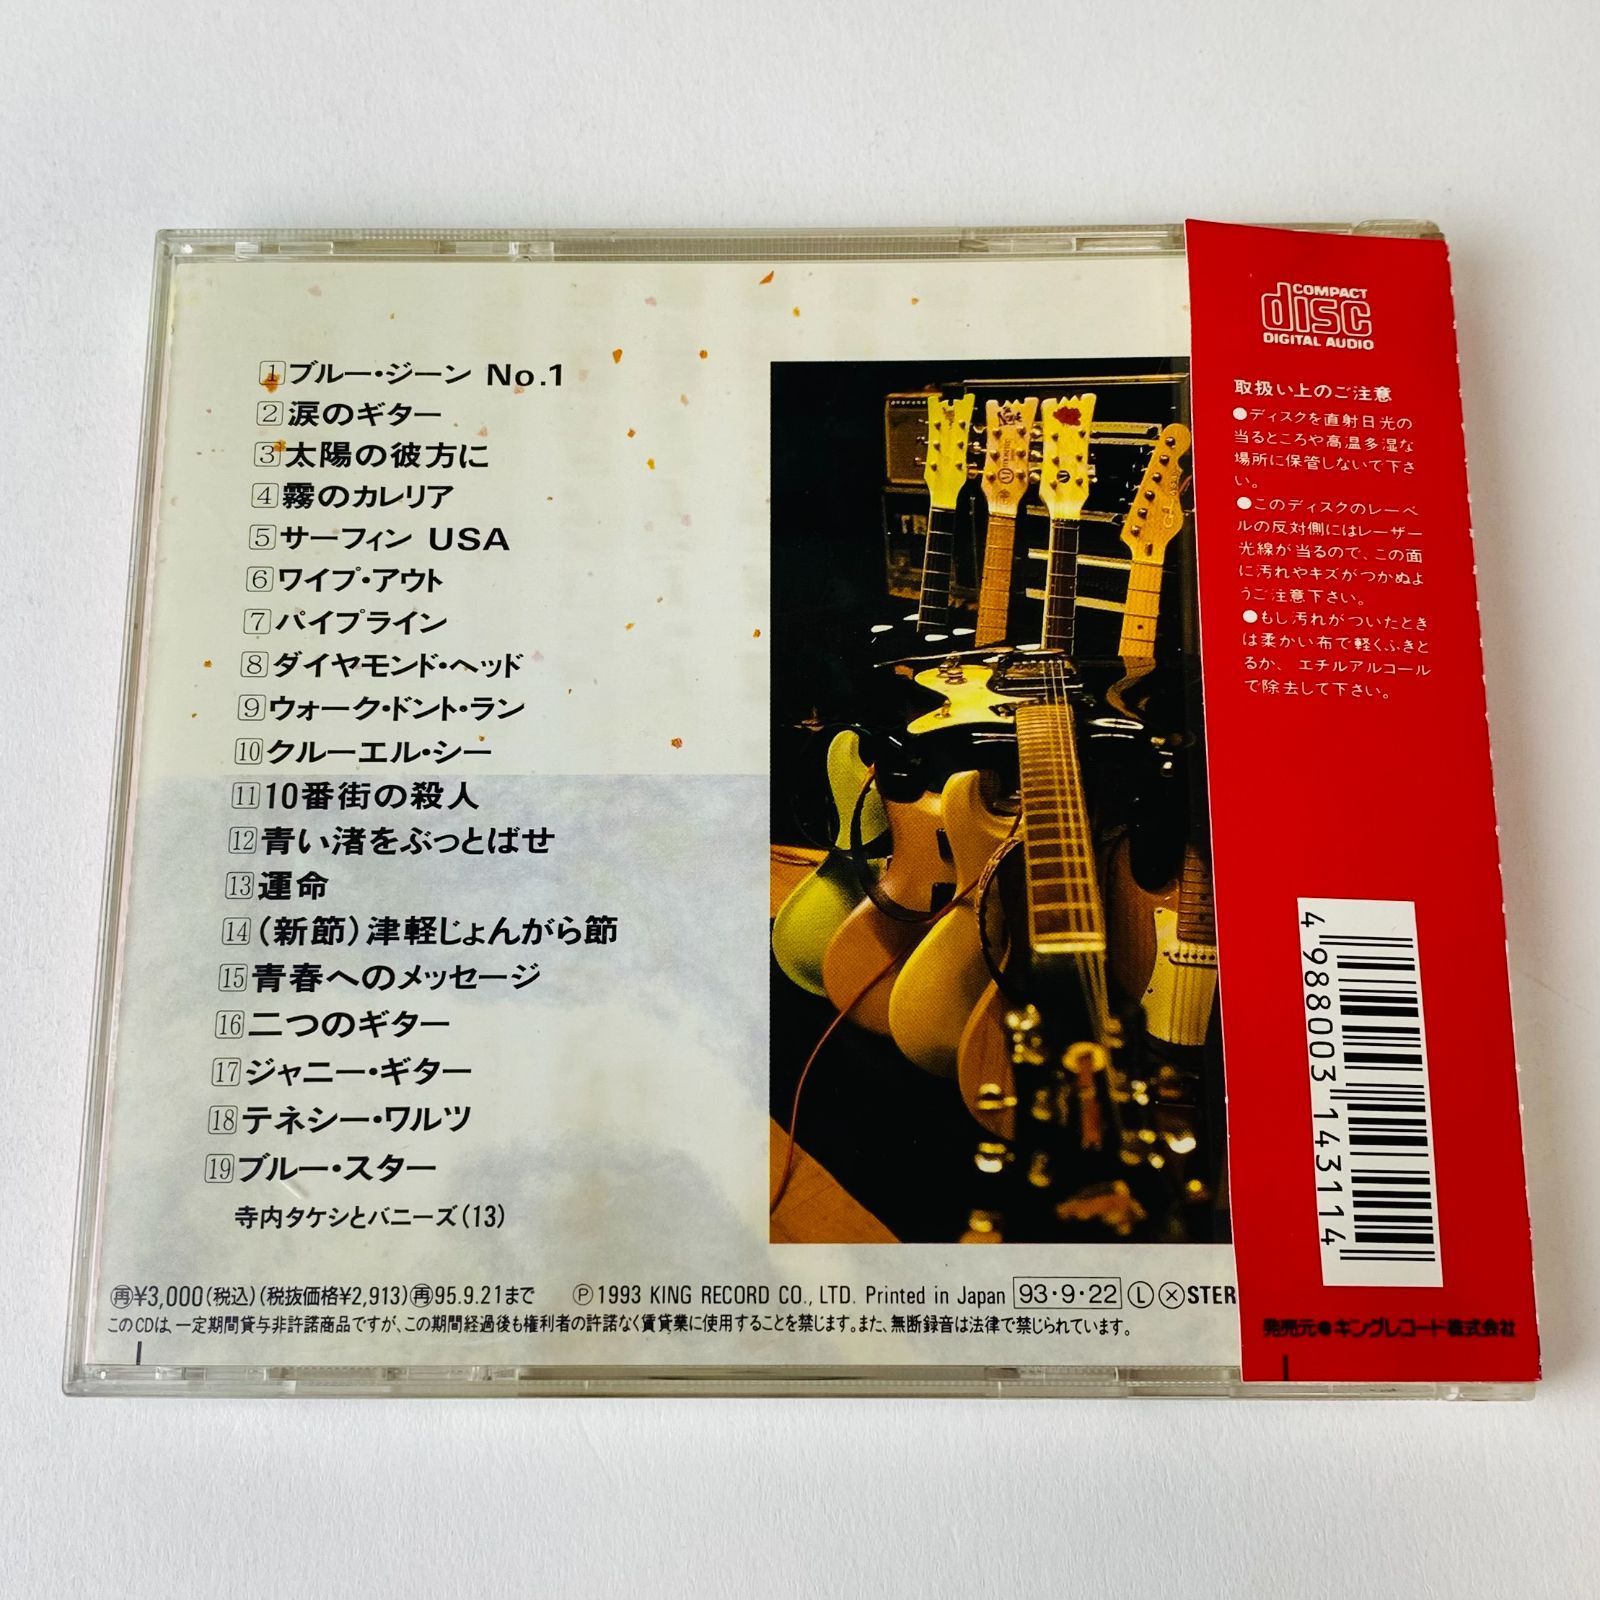 1 ブルー・ジーン No.1
2 涙のギター
3 太陽の彼方に
4 霧のカレリア
5 サーフィン USA
6 ワイプ・アウト
7 パイプライン
8 ダイヤモンド・ヘッド
9 ウォーク・ドント・ラン
10 クルーエル・シー
11 10番街の殺人
12 青い渚をぶっとばせ
13 運命
14 (新節)津軽じょんがら節
15 青春へのメッセージ
16 二つのギター
17 ジャニー・ギター
18 テネシー・ワルツ
19 ブルー・スター
寺内タケシとバニーズ(13)
再¥3,000(税込)(税抜価格¥2,913)再95.9.21まで ℗1993 KING RECORD CO., LTD. Printed in Japan 93・9・22 Ⓛ ⓧ STER
このCDは、一定期間貸与非許諾商品ですが、この期間経過後も権利者の許諾なく賃貸業に使用することを禁じます。また、無断録音は法律で禁じられています。
COMPACT
disc
DIGITAL AUDIO
取扱い上のご注意
●ディスクを直射日光の
当るところや高温多湿な
場所に保管しないで下さ
い。
●このディスクのレーベ
ルの反対側にはレーザー
光線が当るので、この面
に汚れやキズがつかぬよ
うご注意下さい。
●もし汚れがついたとき
は柔かい布で軽くふきと
るか、エチルアルコール
で除去して下さい。
4988003143114
発売元●キングレコード株式会社